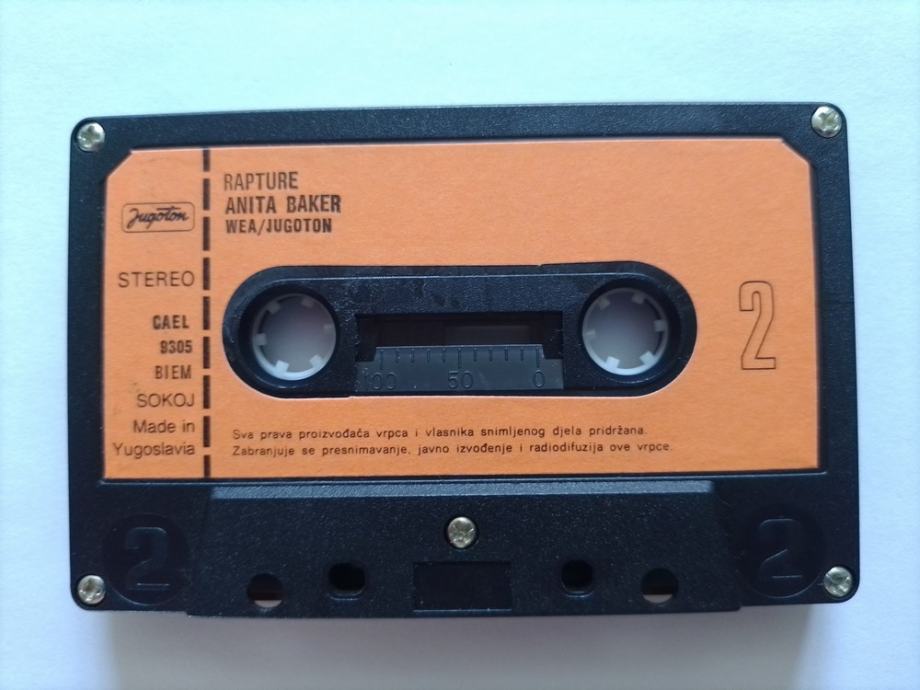 RAPTURE
ANITA BAKER
WEA/JUGOTON
Jugoton
STEREO
CAEL
9305
BIEM
SOKOJ
Made in
Yugoslavia
2
100 50 0
Sva prava proizvođača vrpca i vlasnika snimljenog djela pridržana.
Zabranjuje se presnimavanje, javno izvođenje i radiodifuzija ove vrpce.
2 2